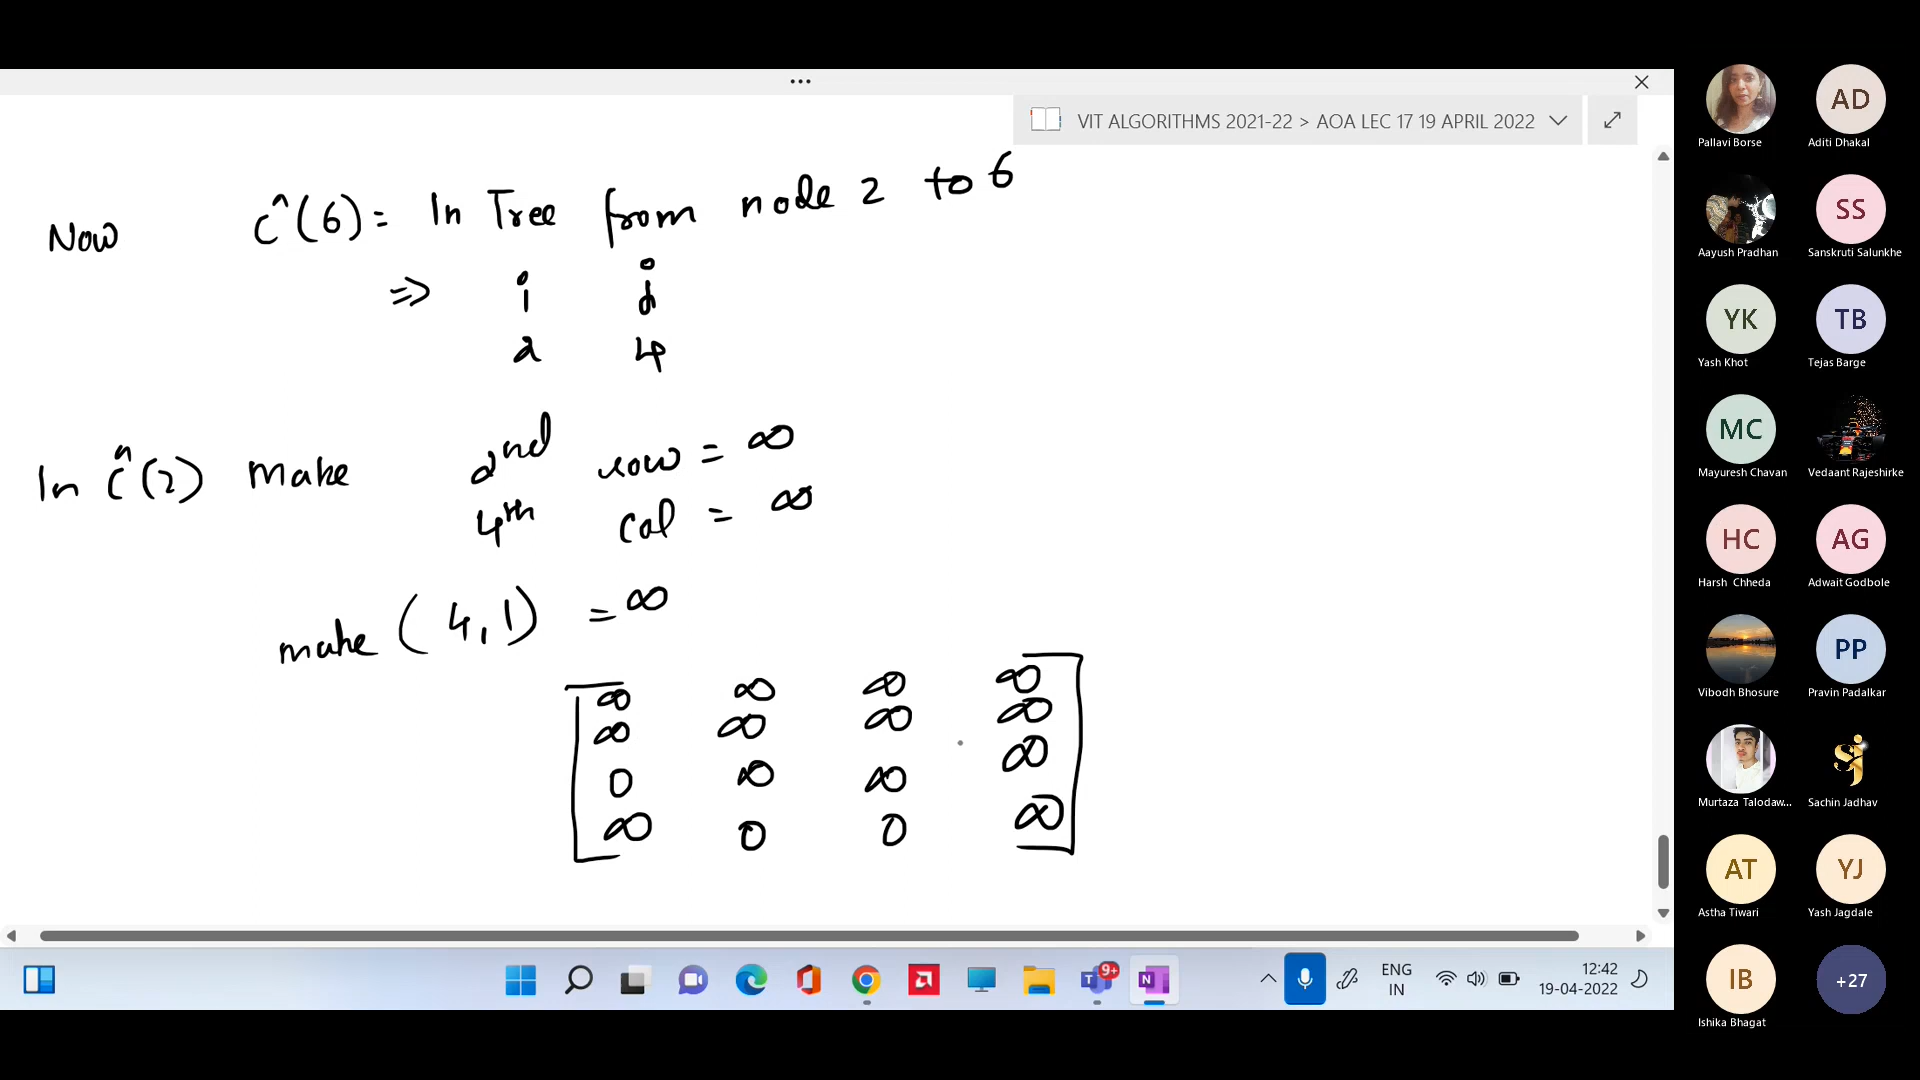 VIT ALGORITHMS 2021-22 > AOA LEC 17 19 APRIL 2022
Now ĉ(6) = In Tree from node 2 to 6
⇒ i j
2 4
In ĉ(2) Make 2nd row = ∞
4th col = ∞
make (4,1) = ∞
∞ ∞ ∞ ∞
∞ ∞ ∞ ∞
0 ∞ ∞ ∞
∞ 0 0 ∞
Pallavi Borse
AD
Aditi Dhakal
Aayush Pradhan
SS
Sanskruti Salunkhe
YK
Yash Khot
TB
Tejas Barge
MC
Mayuresh Chavan
Vedaant Rajeshirke
HC
Harsh Chheda
AG
Adwait Godbole
Vibodh Bhosure
PP
Pravin Padalkar
Murtaza Talodaw...
sj
Sachin Jadhav
AT
Astha Tiwari
YJ
Yash Jagdale
IB
Ishika Bhagat
+27
9+
N
ENG
IN
12:42
19-04-2022